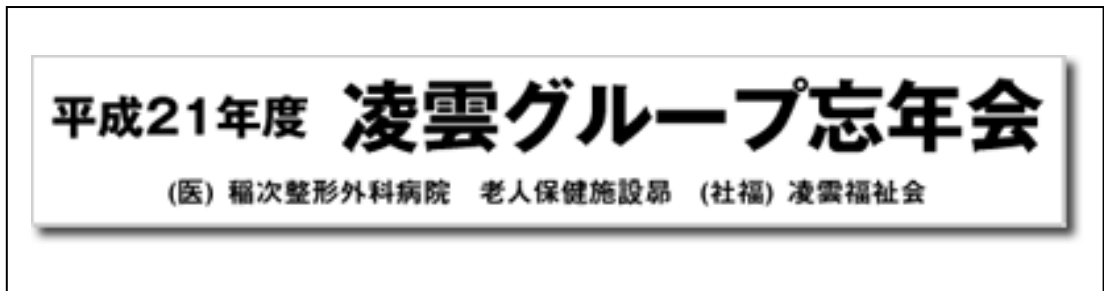 平成21年度 凌雲グループ忘年会
(医) 稲次整形外科病院 老人保健施設昴 (社福) 凌雲福祉会